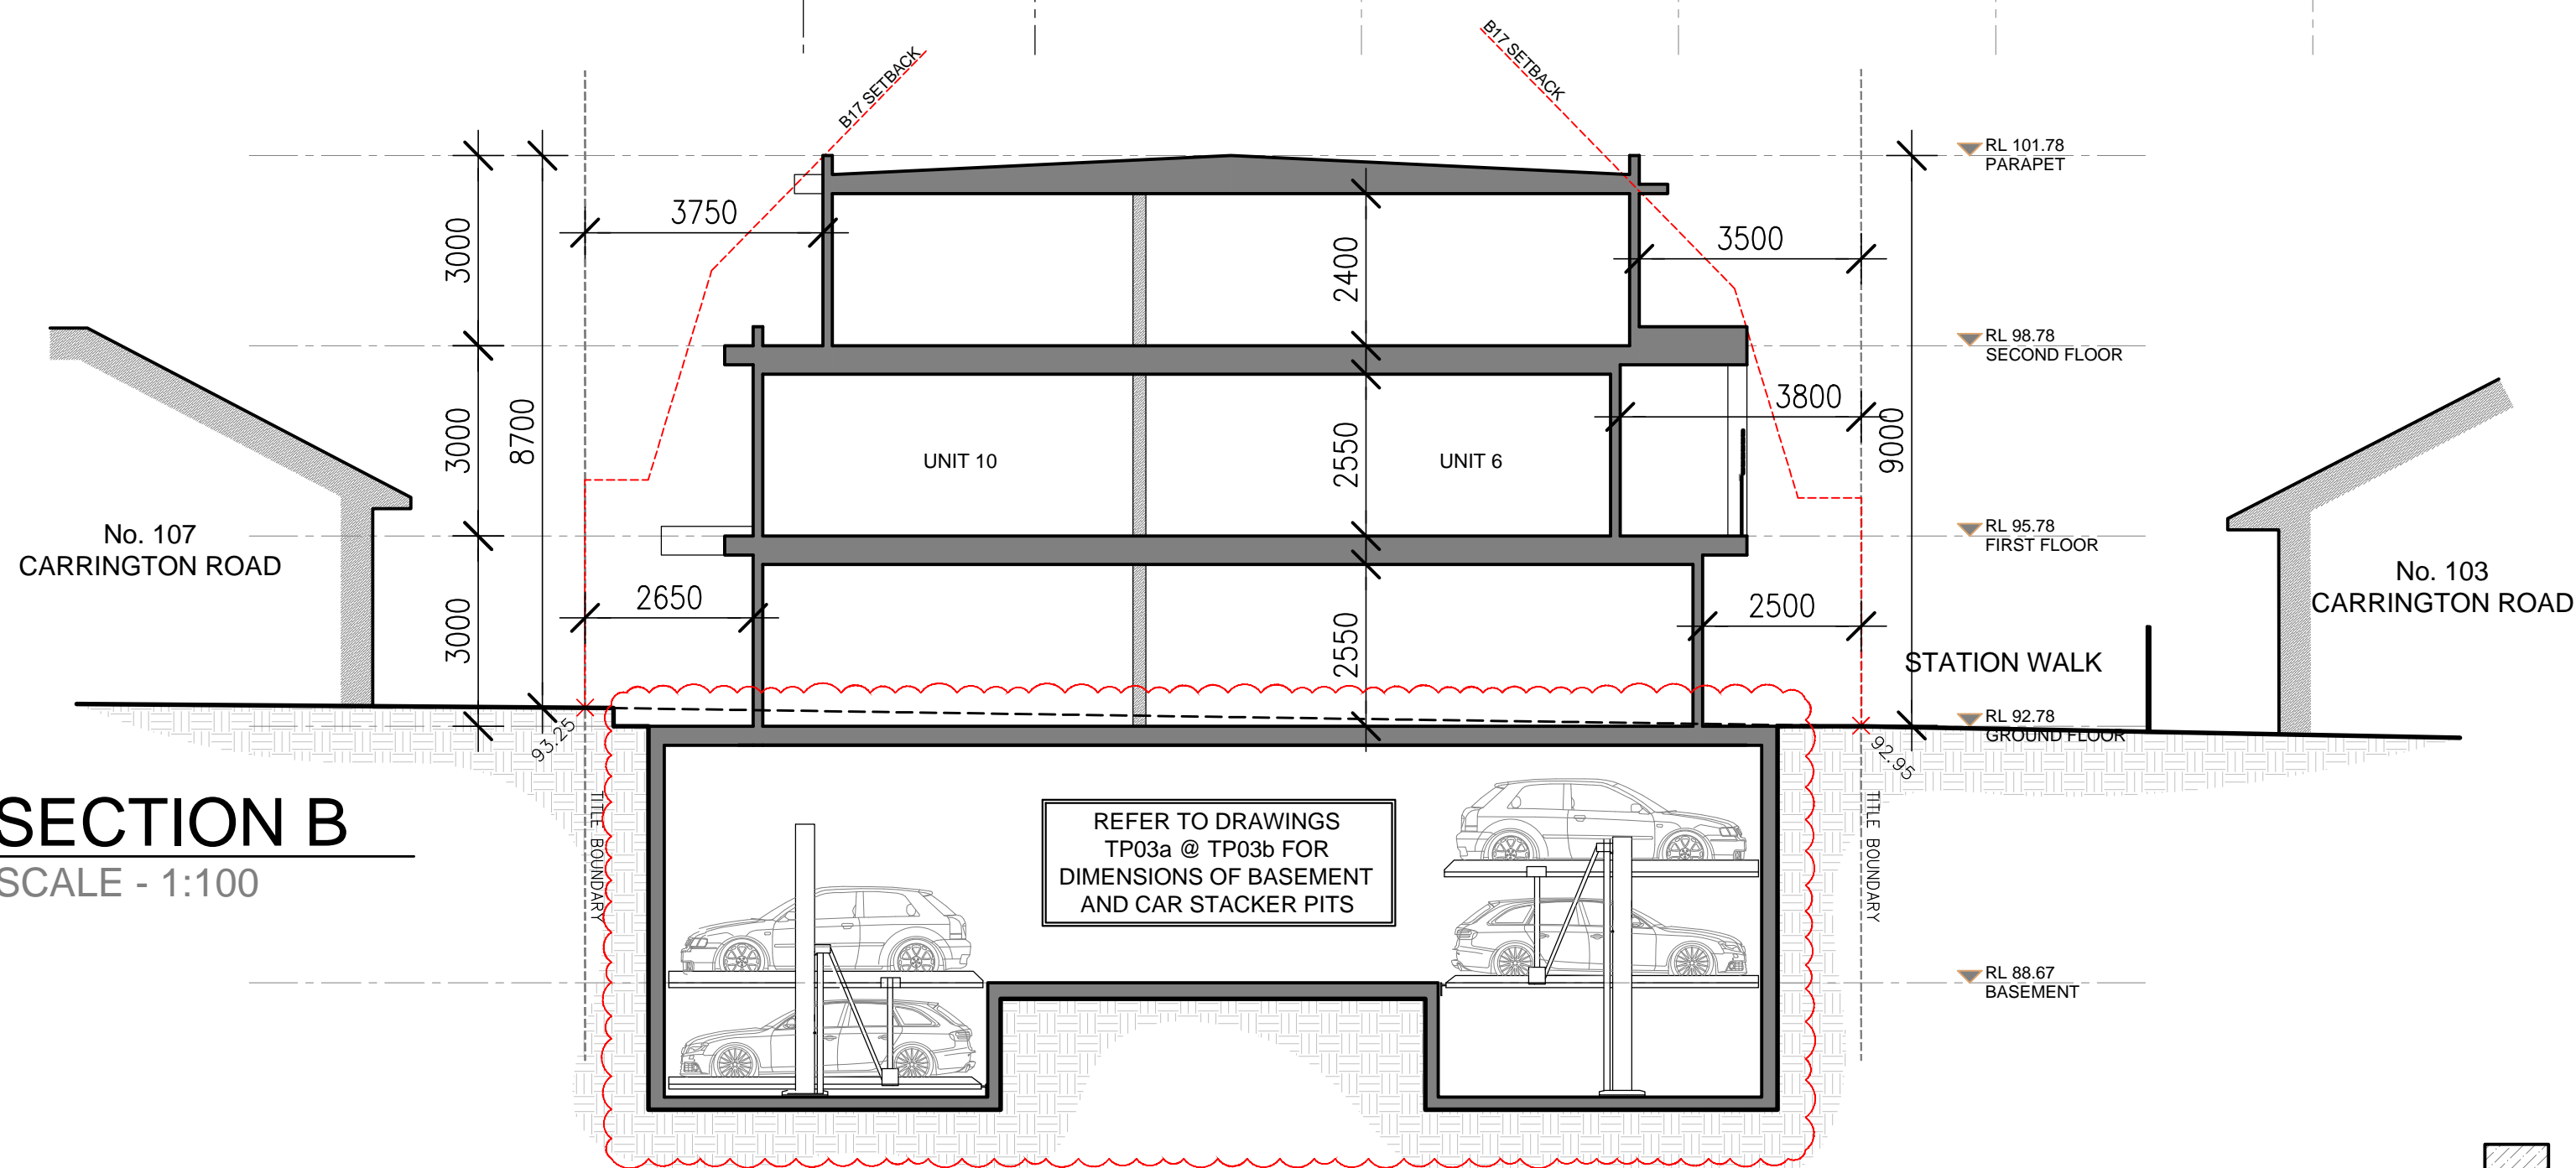 B17 SETBACK
B17 SETBACK
RL 101.78
PARAPET
3750
3500
3000
2400
RL 98.78
SECOND FLOOR
3800
3000
8700
2550
9000
UNIT 10
UNIT 6
No. 107
CARRINGTON ROAD
RL 95.78
FIRST FLOOR
No. 103
CARRINGTON ROAD
2650
2500
3000
2550
STATION WALK
RL 92.78
GROUND FLOOR
93.25
92.95
SECTION B
SCALE - 1:100
TITLE BOUNDARY
TITLE BOUNDARY
REFER TO DRAWINGS
TP03a @ TP03b FOR
DIMENSIONS OF BASEMENT
AND CAR STACKER PITS
RL 88.67
BASEMENT